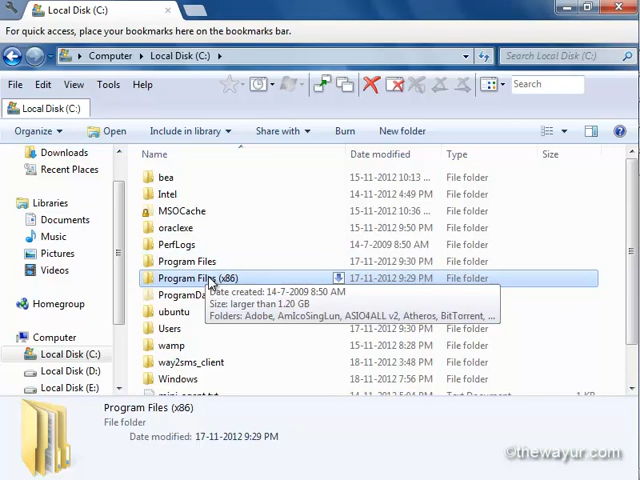 Local Disk (C:)
For quick access, place your bookmarks here on the bookmarks bar.
Computer Local Disk (C:) Search Local Disk (C:)
File Edit View Tools Help Search
Local Disk (C:)
Organize Open Include in library Share with Burn New folder
Downloads
Recent Places
Libraries
Documents
Music
Pictures
Videos
Homegroup
Computer
Local Disk (C:)
Local Disk (D:)
Local Disk (E:)
Name Date modified Type Size
bea 15-11-2012 10:13 ... File folder
Intel 14-11-2012 4:49 PM File folder
MSOCache 15-11-2012 10:36 ... File folder
oraclexe 15-11-2012 9:27 PM File folder
PerfLogs 14-7-2009 8:50 AM File folder
Program Files 17-11-2012 9:30 PM File folder
Program Files (x86) 17-11-2012 9:29 PM File folder
ProgramDa
Date created: 14-7-2009 8:50 AM
Size: larger than 1.20 GB
Folders: Adobe, AmIcoSingLun, ASIO4ALL v2, Atheros, BitTorrent, ...
ubuntu
Users 15-11-2012 9:03 PM File folder
wamp 15-11-2012 8:28 PM File folder
way2sms_client 18-11-2012 3:48 PM File folder
Windows 18-11-2012 7:56 PM File folder
Program Files (x86)
File folder
Date modified: 17-11-2012 9:29 PM
©thewayur.com